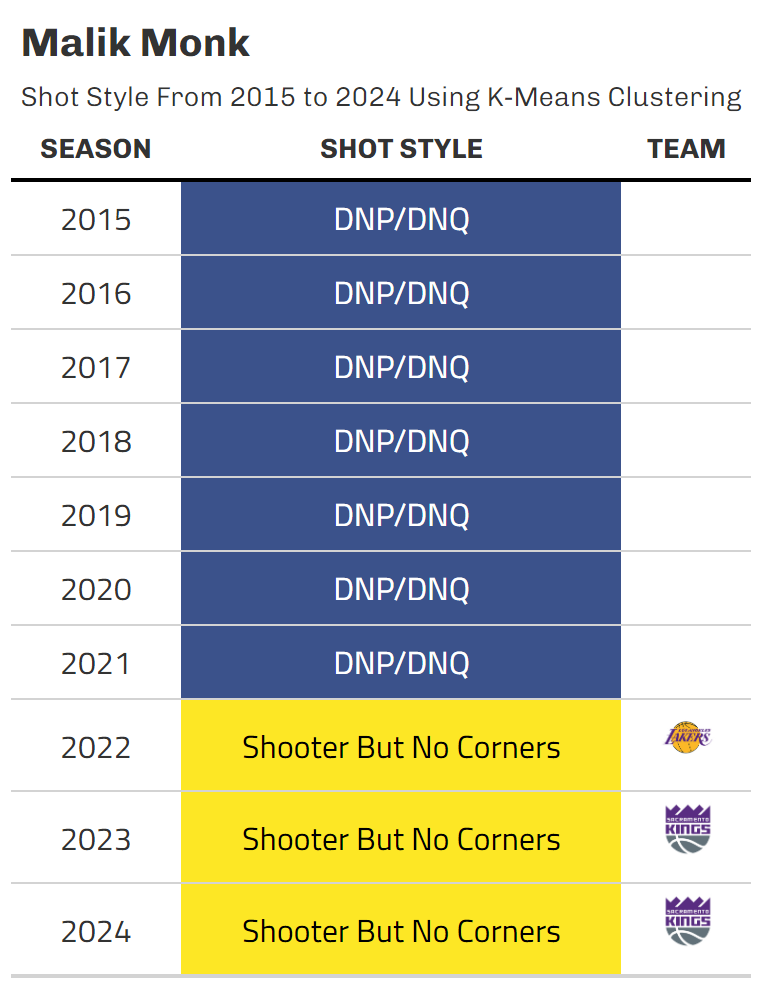 Malik Monk
Shot Style From 2015 to 2024 Using K-Means Clustering
SEASON SHOT STYLE TEAM
2015 DNP/DNQ
2016 DNP/DNQ
2017 DNP/DNQ
2018 DNP/DNQ
2019 DNP/DNQ
2020 DNP/DNQ
2021 DNP/DNQ
2022 Shooter But No Corners LOS ANGELES LAKERS
2023 Shooter But No Corners SACRAMENTO KINGS
2024 Shooter But No Corners SACRAMENTO KINGS